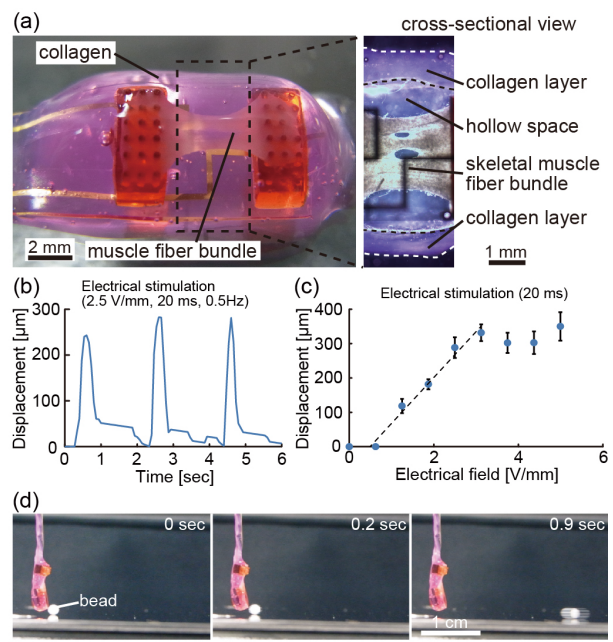 (a)
cross-sectional view
collagen
collagen layer
hollow space
skeletal muscle
fiber bundle
collagen layer
muscle fiber bundle
2 mm
1 mm
(b)
Electrical stimulation
(2.5 V/mm, 20 ms, 0.5Hz)
Displacement [μm]
300
200
100
0
0 1 2 3 4 5 6
Time [sec]
(c)
Electrical stimulation (20 ms)
Displacement [μm]
400
300
200
100
0
0 2 4 6
Electrical field [V/mm]
(d)
0 sec
0.2 sec
0.9 sec
bead
1 cm